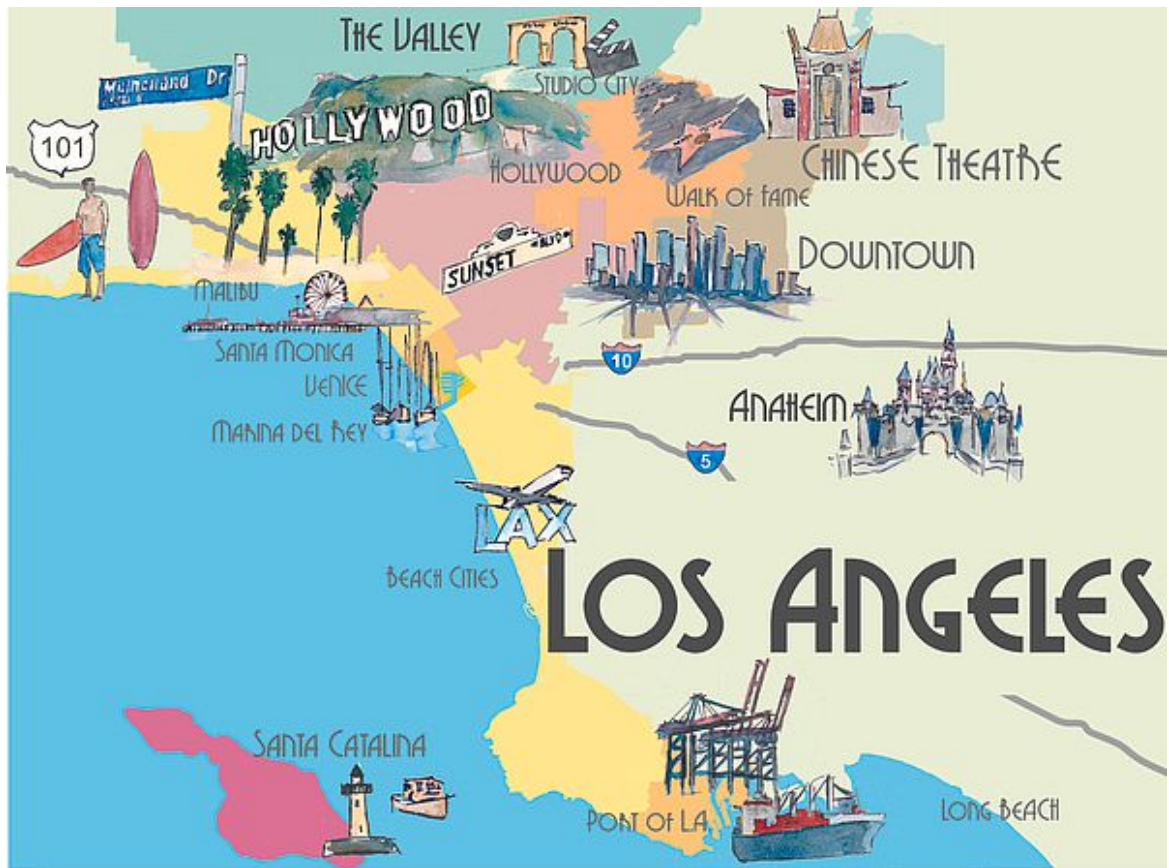 THE VALLEY
STUDIO CITY
Mulholland Dr
101
HOLLYWOOD
HOLLYWOOD
WALK OF FAME
CHINESE THEATRE
SUNSET BLVD
DOWNTOWN
MALIBU
SANTA MONICA
VENICE
MARINA DEL REY
10
ANAHEIM
5
LAX
BEACH CITIES
LOS ANGELES
SANTA CATALINA
PORT OF LA
LONG BEACH